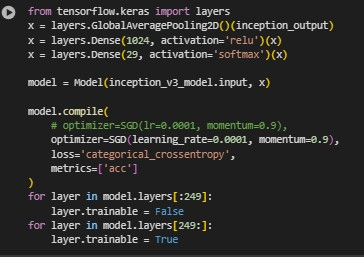 from tensorflow.keras import layers
x = layers.GlobalAveragePooling2D()(inception_output)
x = layers.Dense(1024, activation='relu')(x)
x = layers.Dense(29, activation='softmax')(x)

model = Model(inception_v3_model.input, x)

model.compile(
    # optimizer=SGD(lr=0.0001, momentum=0.9),
    optimizer=SGD(learning_rate=0.0001, momentum=0.9),
    loss='categorical_crossentropy',
    metrics=['acc']
)
for layer in model.layers[:249]:
    layer.trainable = False
for layer in model.layers[249:]:
    layer.trainable = True